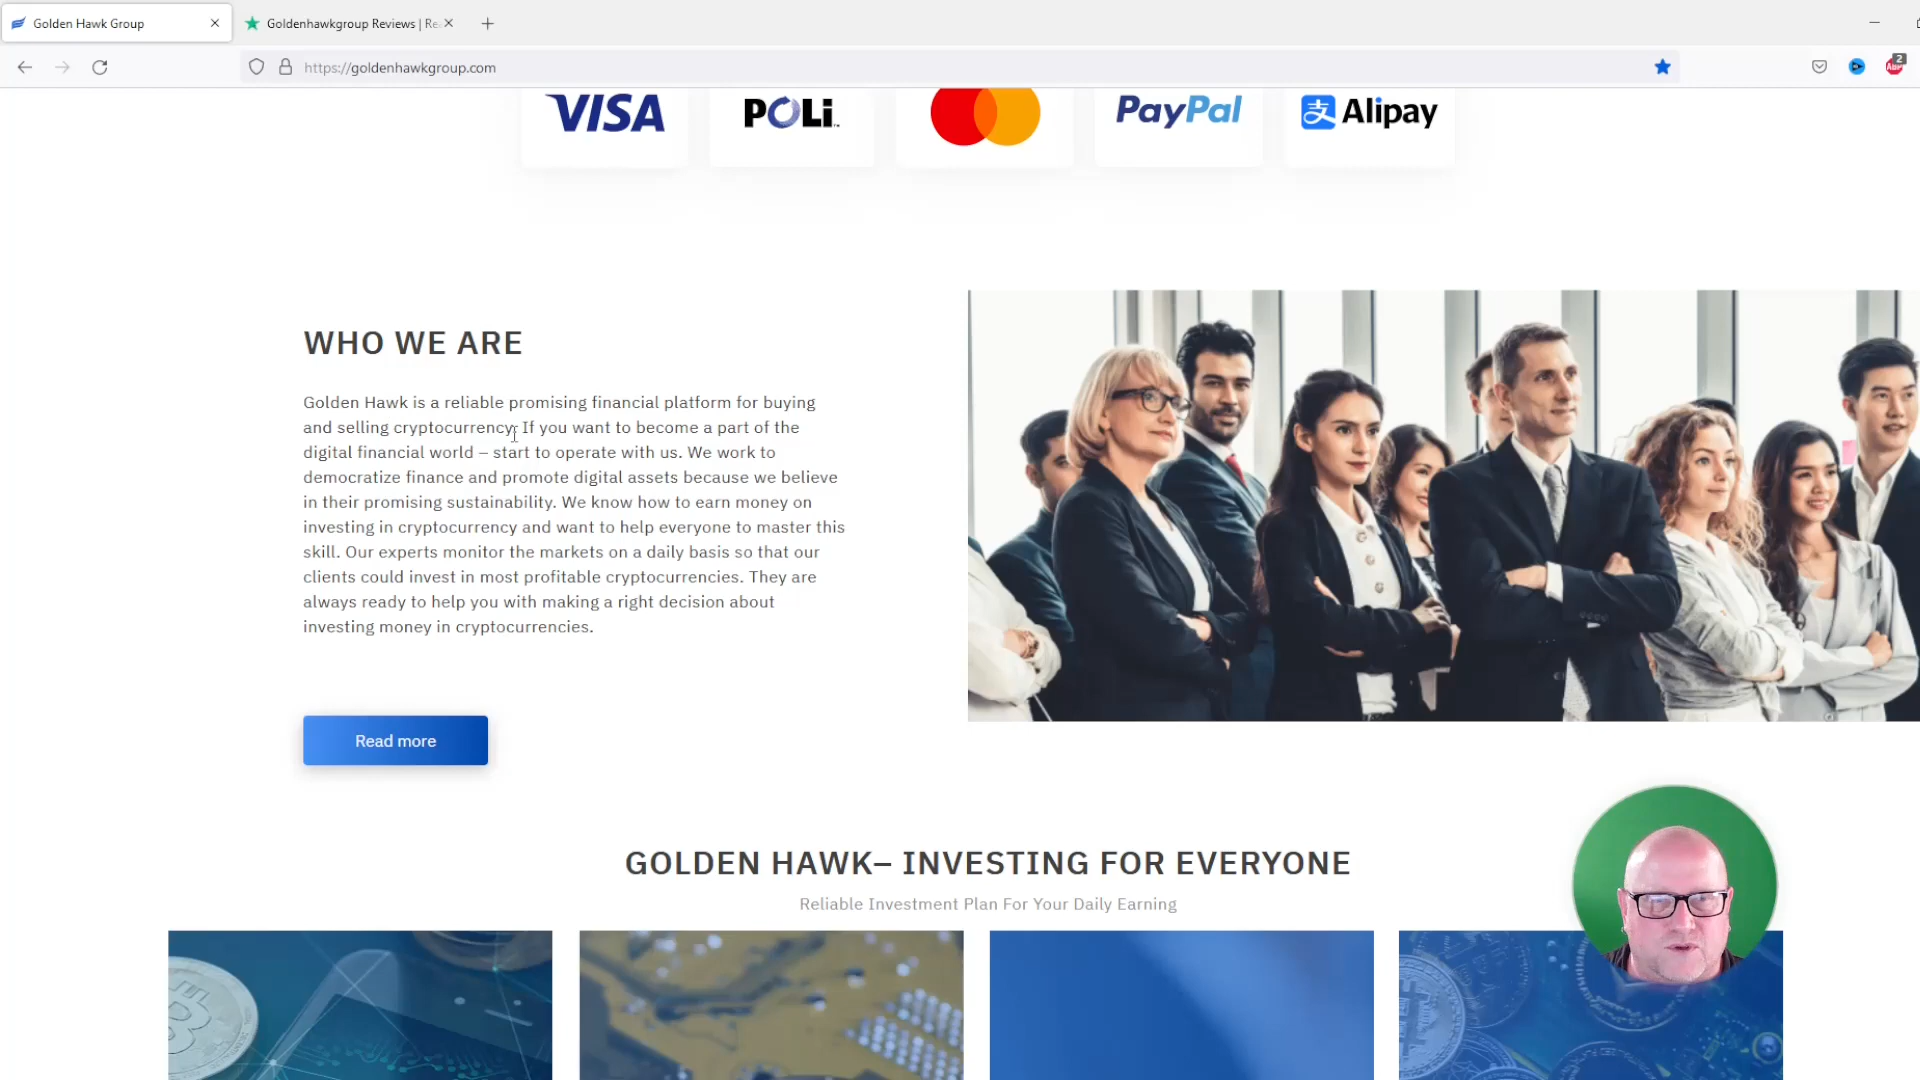 Golden Hawk Group
Goldenhawkgroup Reviews | Re
https://goldenhawkgroup.com
2
VISA
POLi
PayPal
支 Alipay
WHO WE ARE
Golden Hawk is a reliable promising financial platform for buying
and selling cryptocurrency. If you want to become a part of the
digital financial world – start to operate with us. We work to
democratize finance and promote digital assets because we believe
in their promising sustainability. We know how to earn money on
investing in cryptocurrency and want to help everyone to master this
skill. Our experts monitor the markets on a daily basis so that our
clients could invest in most profitable cryptocurrencies. They are
always ready to help you with making a right decision about
investing money in cryptocurrencies.
Read more
GOLDEN HAWK– INVESTING FOR EVERYONE
Reliable Investment Plan For Your Daily Earning